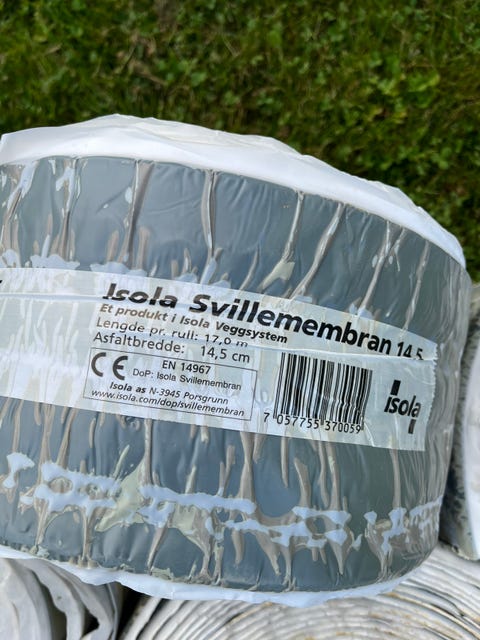 Isola Svillemembran 14,5
Et produkt i Isola Veggsystem
Lengde pr. rull: 17,6 m
Asfaltbredde: 14,5 cm
CE EN 14967
DoP: Isola Svillemembran
Isola as N-3945 Porsgrunn
www.isola.com/dop/svillemembran
7 057755 370059
isola